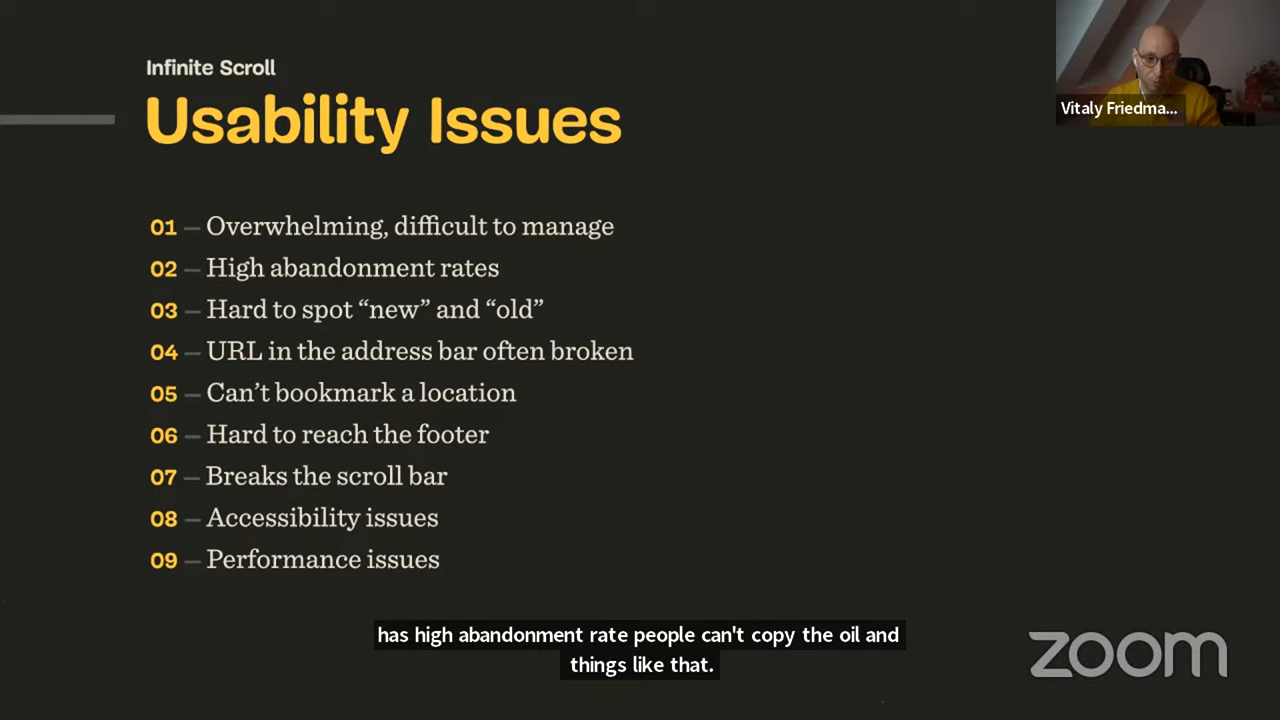 Infinite Scroll
Usability Issues
Vitaly Friedma...
01 — Overwhelming, difficult to manage
02 — High abandonment rates
03 — Hard to spot “new” and “old”
04 — URL in the address bar often broken
05 — Can’t bookmark a location
06 — Hard to reach the footer
07 — Breaks the scroll bar
08 — Accessibility issues
09 — Performance issues
has high abandonment rate people can't copy the oil and
things like that.
zoom